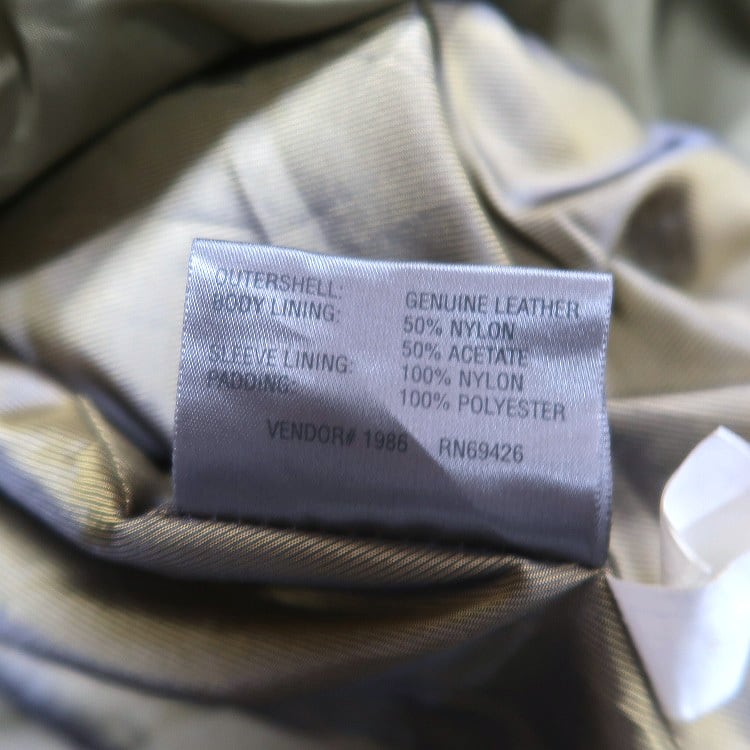 OUTERSHELL: GENUINE LEATHER
BODY LINING: 50% NYLON
50% ACETATE
SLEEVE LINING: 100% NYLON
PADDING: 100% POLYESTER
VENDOR# 1986 RN69426